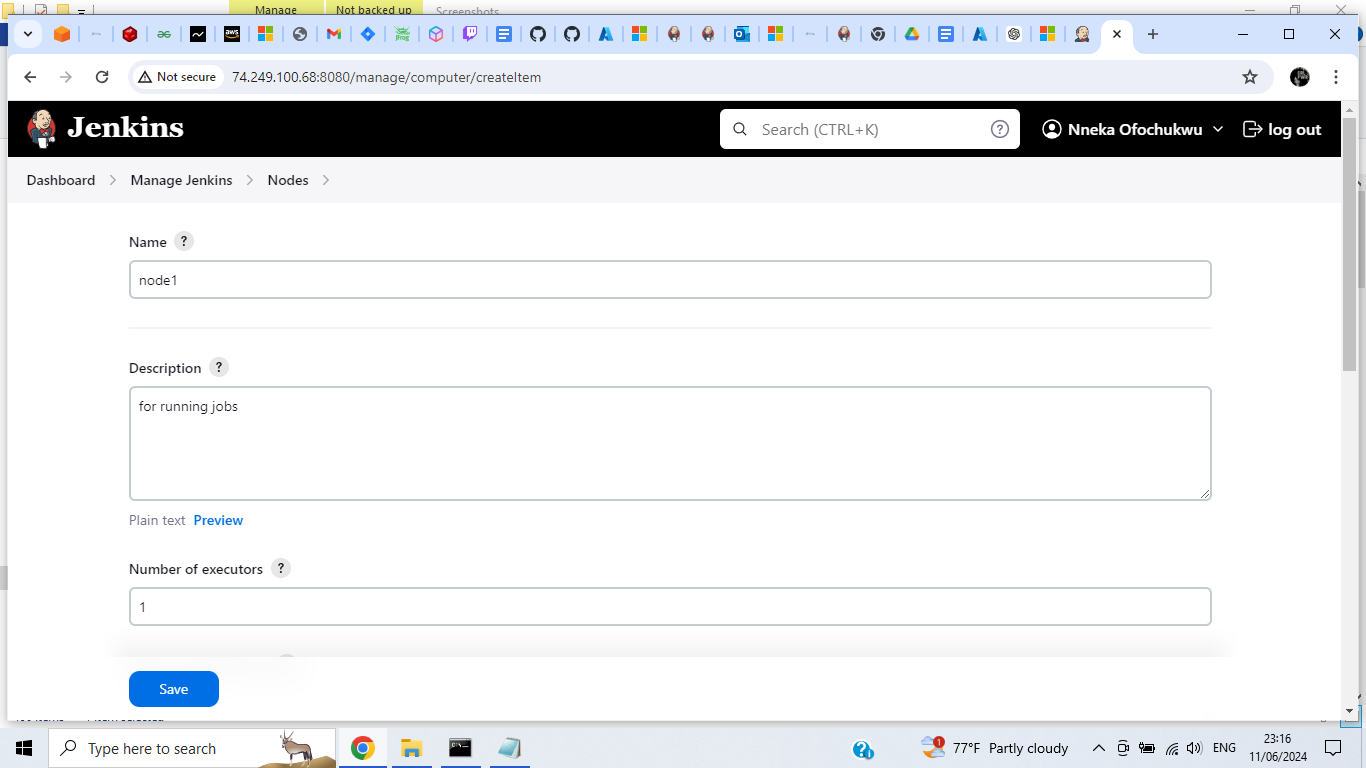 Manage
Not backed up
Screenshots
aws
Not secure
74.249.100.68:8080/manage/computer/createItem
Jenkins
Search (CTRL+K)
?
Nneka Ofochukwu
log out
Dashboard
Manage Jenkins
Nodes
Name ?
node1
Description ?
for running jobs
Plain text Preview
Number of executors ?
1
Save
Type here to search
1
77°F Partly cloudy
ENG
23:16
11/06/2024